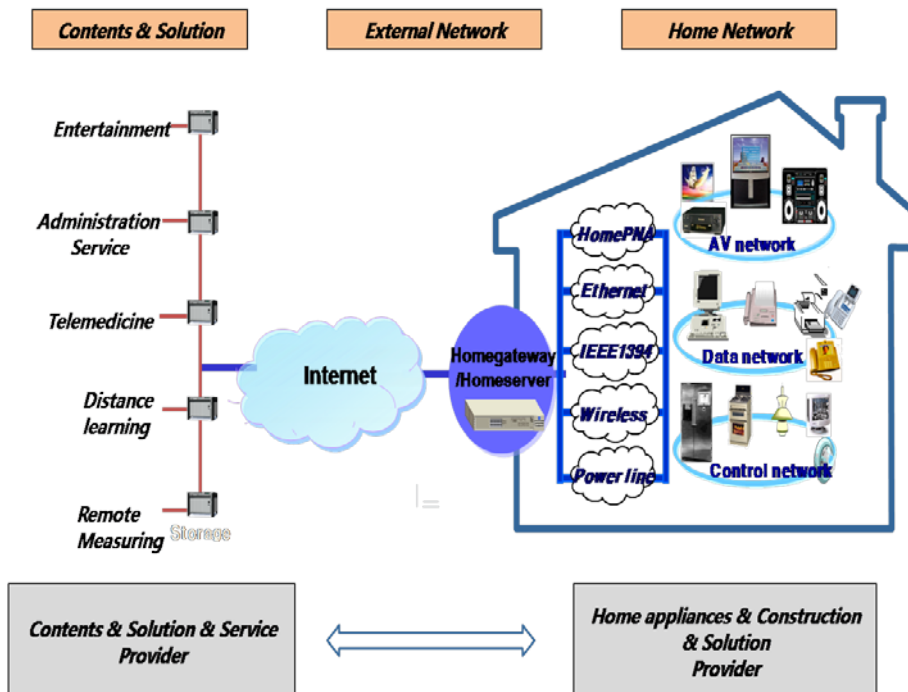 Contents & Solution
External Network
Home Network
Entertainment
Administration
Service
Telemedicine
Distance
learning
Remote
Measuring
Storage
Internet
Homegateway
/Homeserver
HomePNA
Ethernet
IEEE1394
Wireless
Power line
AV network
Data network
Control network
Contents & Solution & Service
Provider
Home appliances & Construction
& Solution
Provider